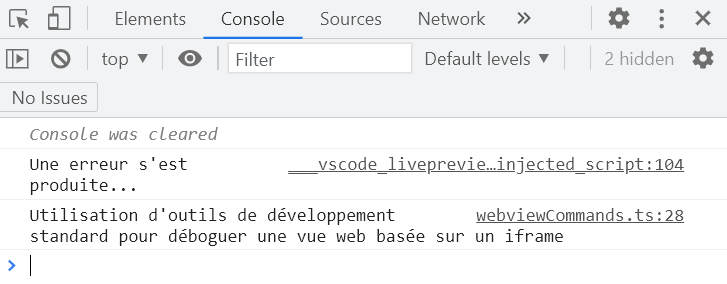 Elements Console Sources Network
top Filter Default levels 2 hidden
No Issues
Console was cleared
Une erreur s'est ___vscode_liveprevie…injected_script:104
produite...
Utilisation d'outils de développement webviewCommands.ts:28
standard pour déboguer une vue web basée sur un iframe